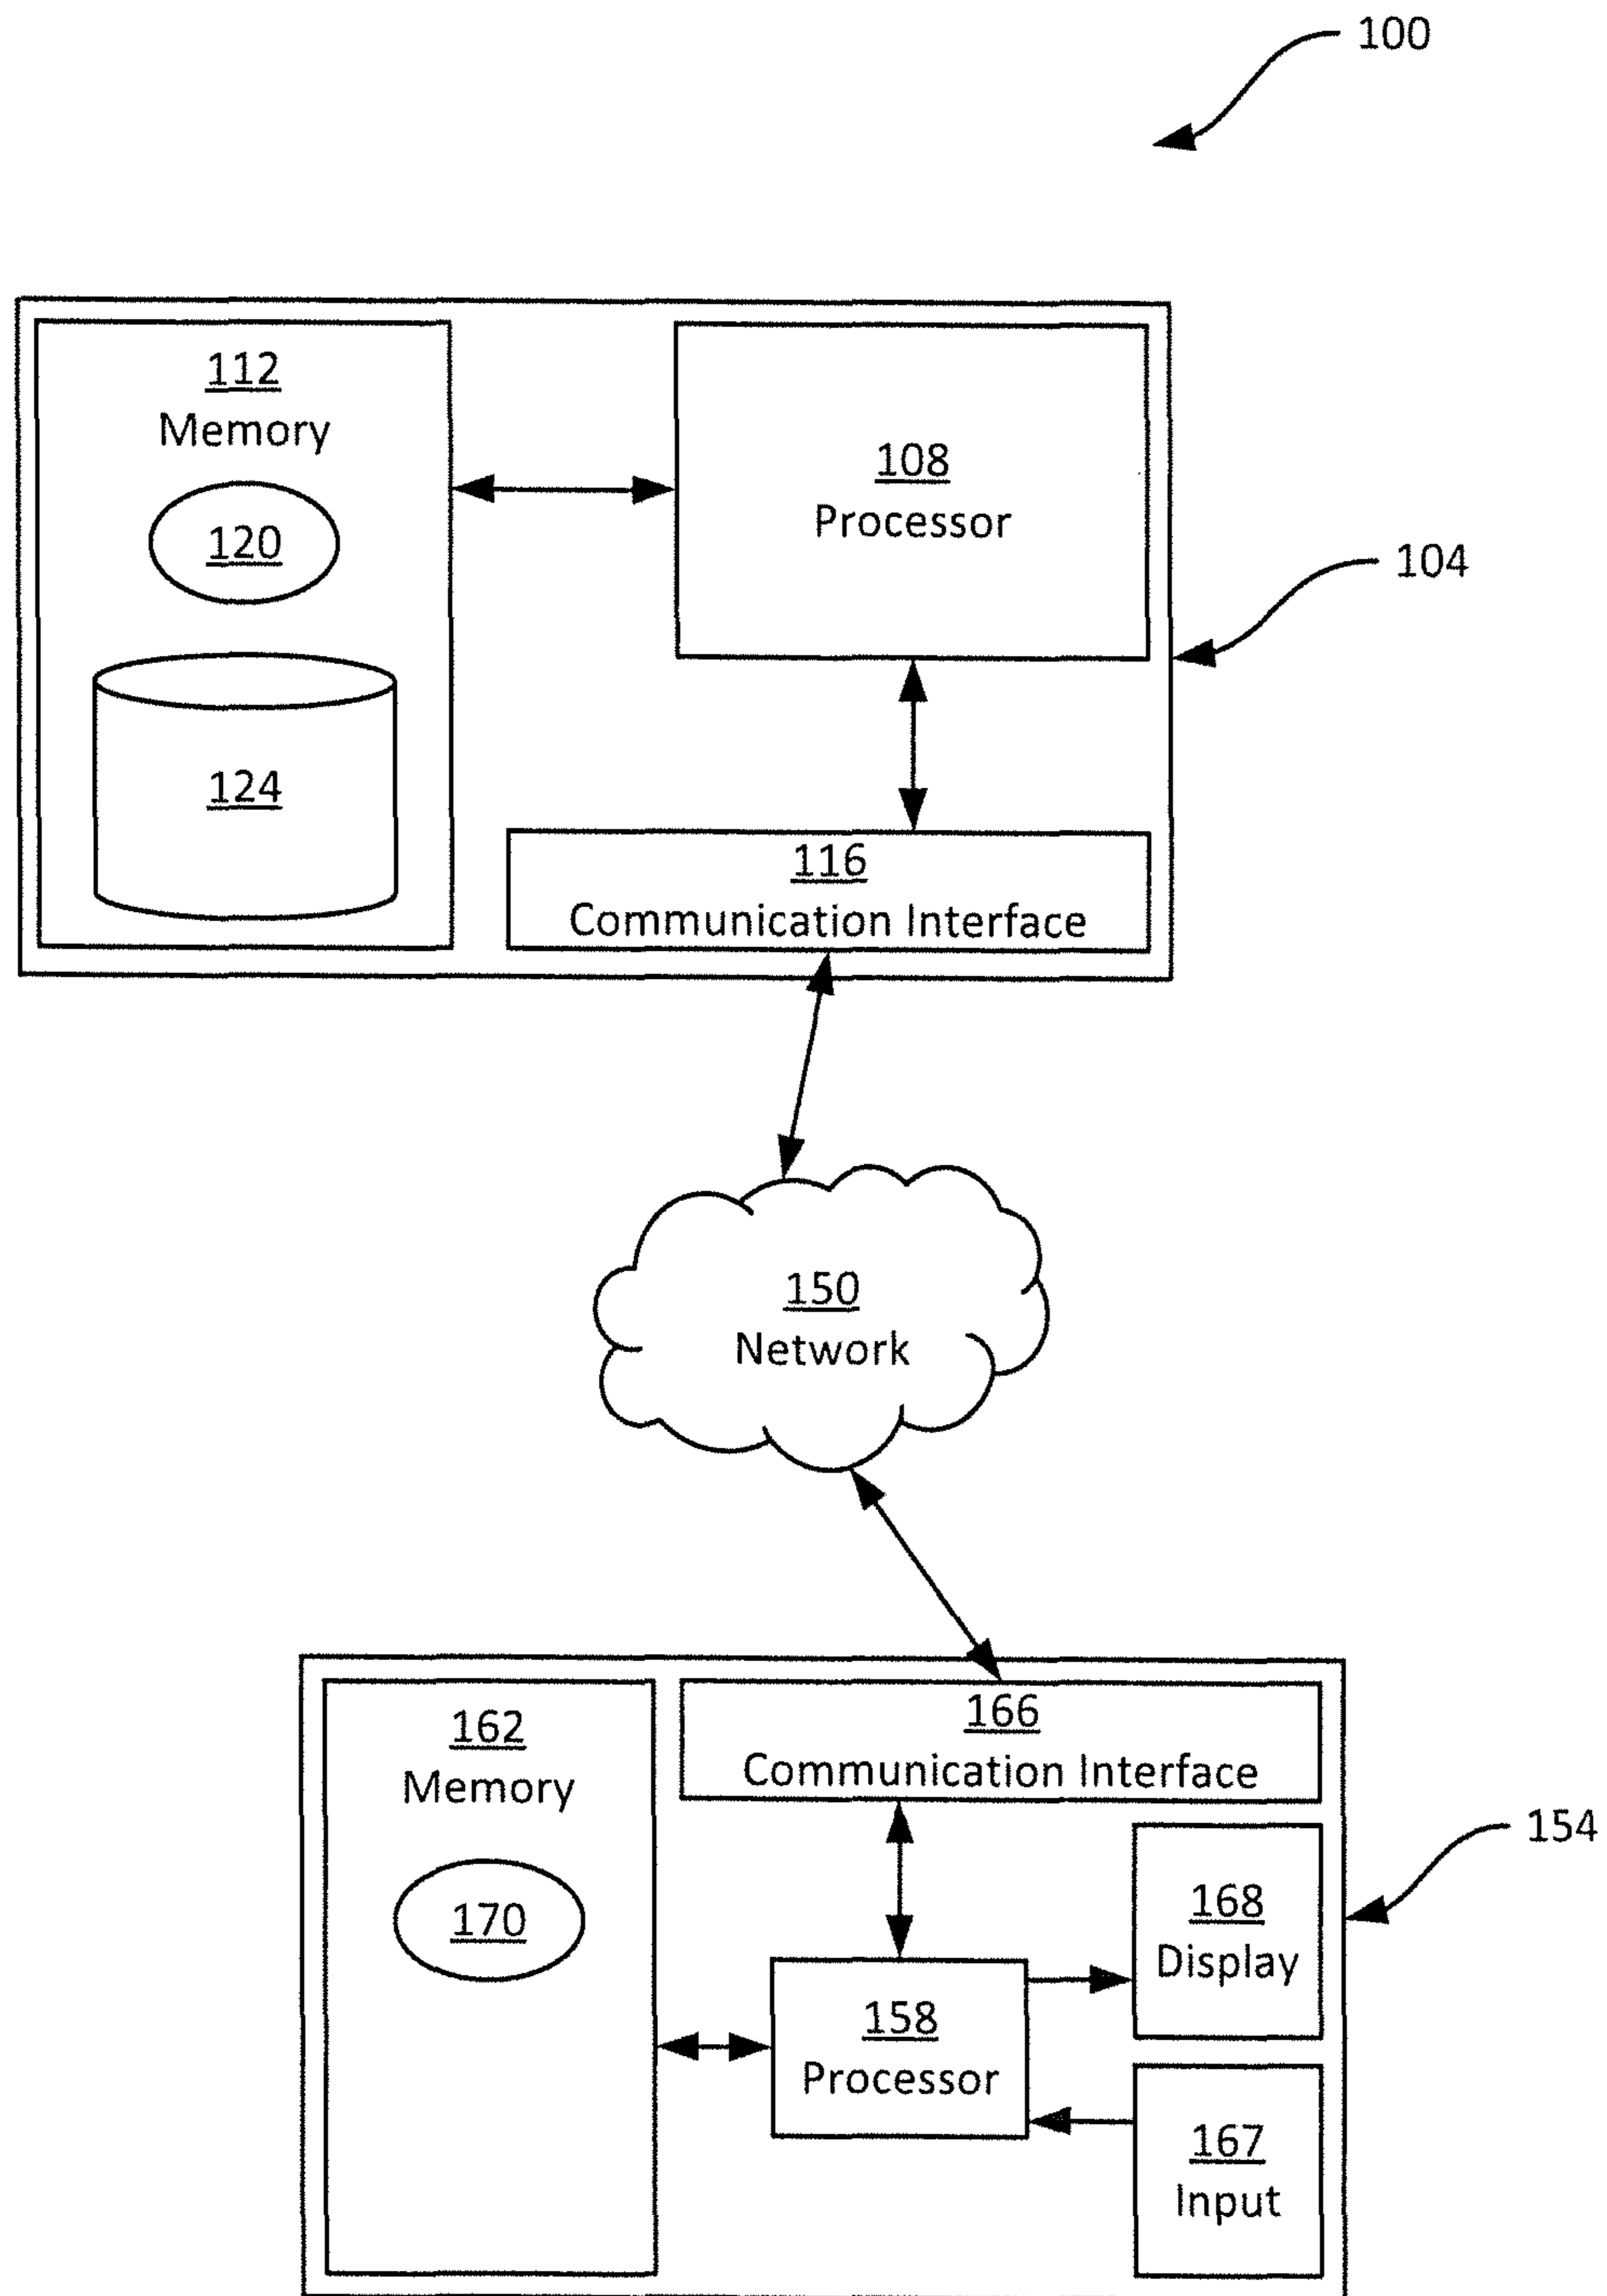 100
112
Memory
108
Processor
120
104
124
116
Communication Interface
150
Network
162
Memory
166
Communication Interface
154
170
168
Display
158
Processor
167
Input